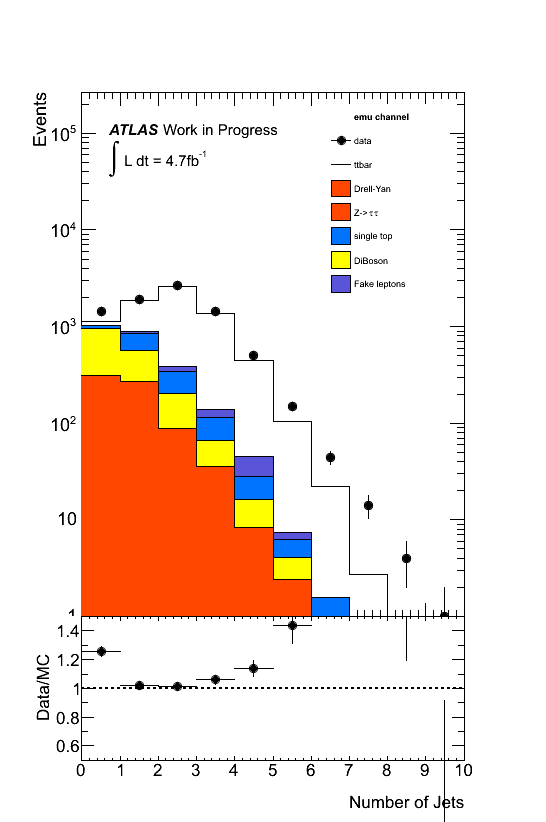 Events
10^5
10^4
10^3
10^2
10
1
ATLAS Work in Progress
∫ L dt = 4.7fb^-1
emu channel
data
ttbar
Drell-Yan
Z->ττ
single top
DiBoson
Fake leptons
Data/MC
1.4
1.2
1
0.8
0.6
0 1 2 3 4 5 6 7 8 9 10
Number of Jets